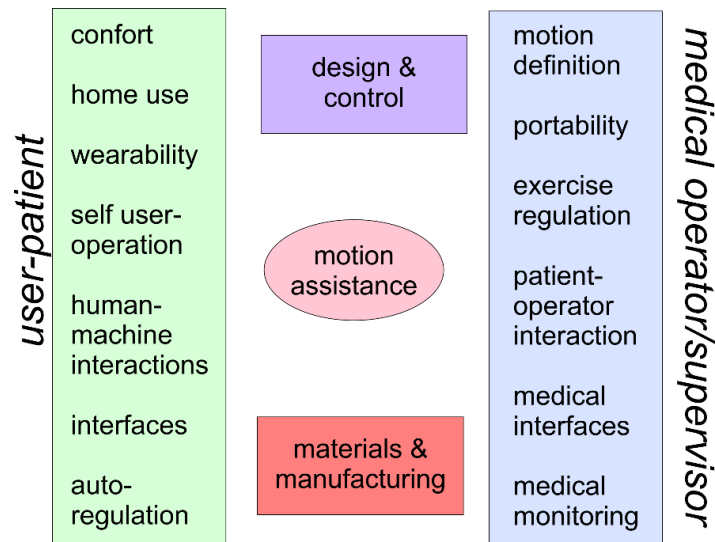 user-patient
confort
home use
wearability
self user-
operation
human-
machine
interactions
interfaces
auto-
regulation
design &
control
motion
assistance
materials &
manufacturing
motion
definition
portability
exercise
regulation
patient-
operator
interaction
medical
interfaces
medical
monitoring
medical operator/supervisor